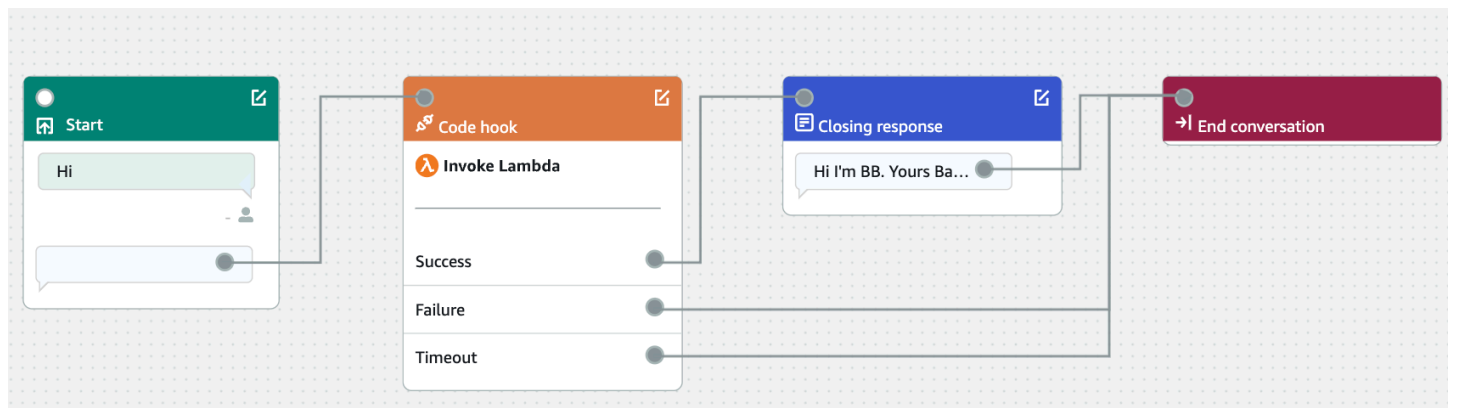 Start
Hi
-
Code hook
Invoke Lambda
Success
Failure
Timeout
Closing response
Hi I'm BB. Yours Ba...
End conversation